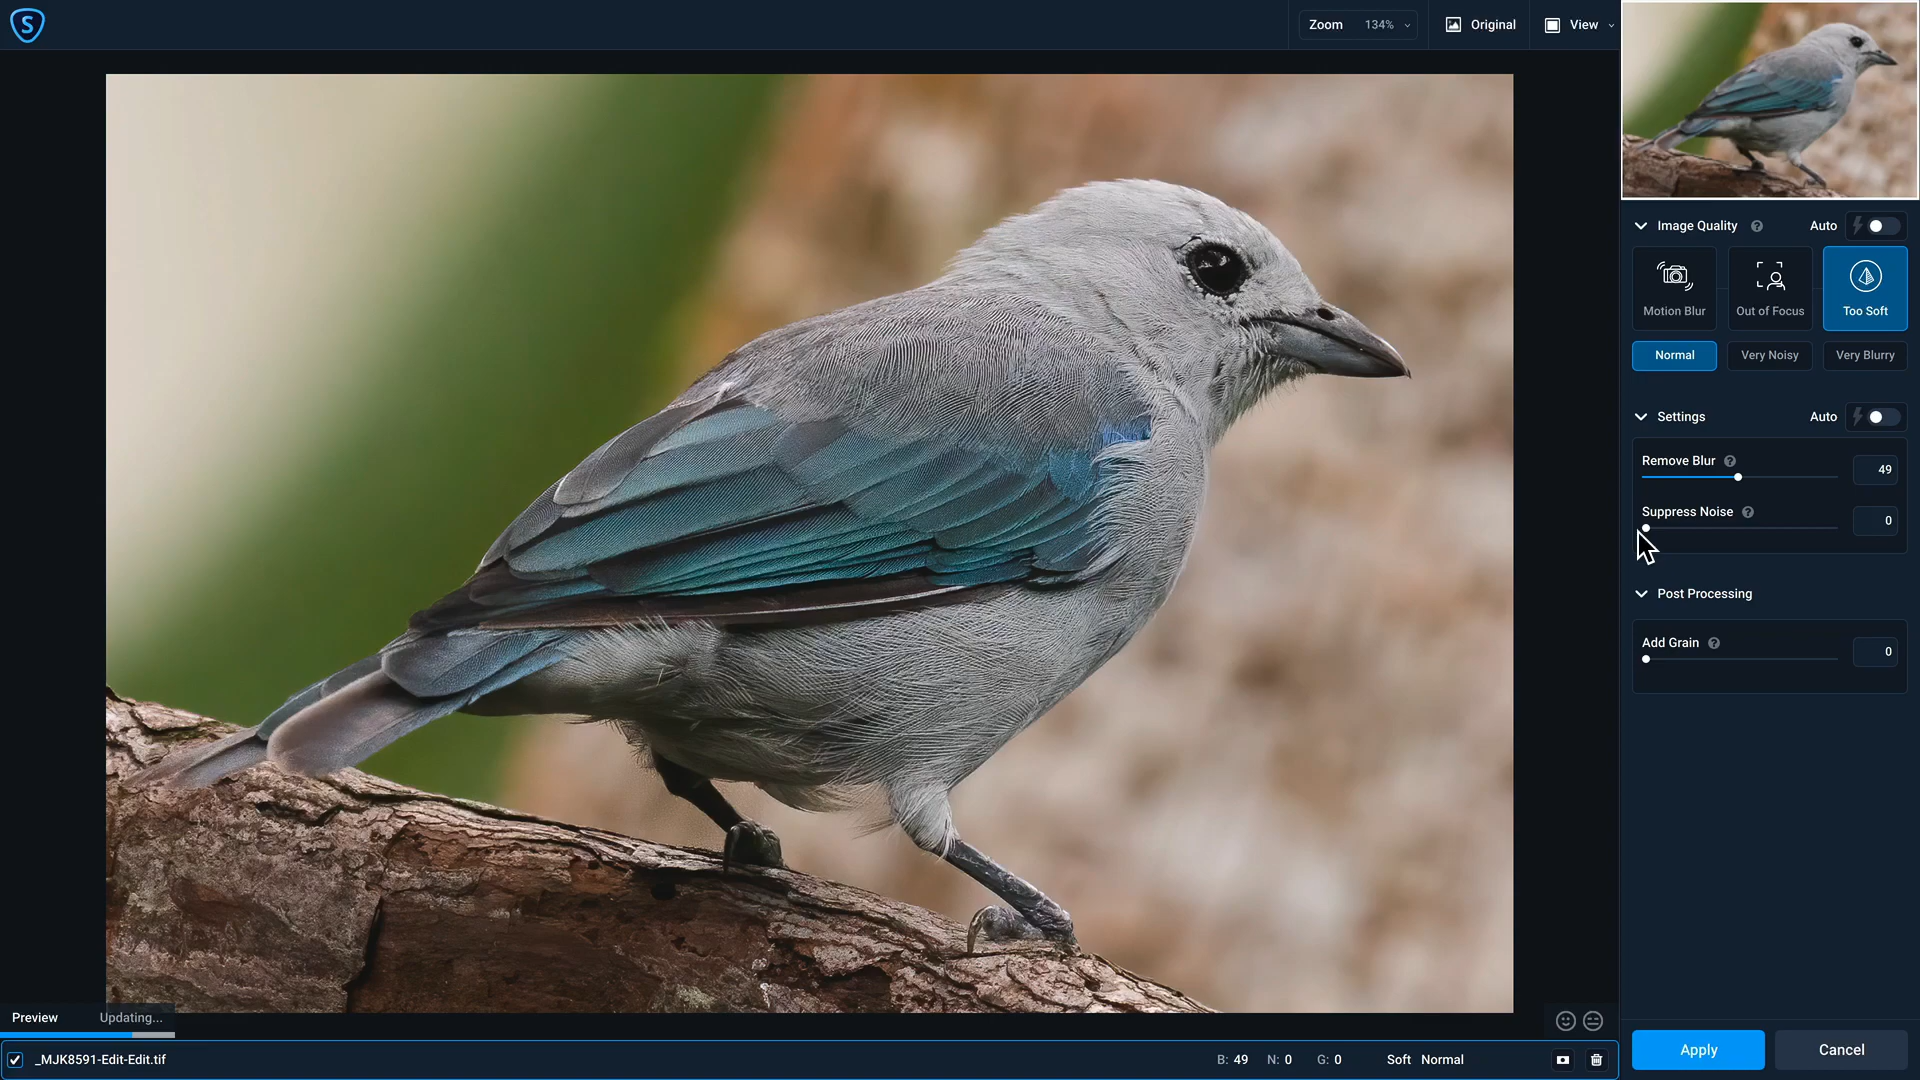 S
Zoom 134% Original View
Image Quality ? Auto
Motion Blur Out of Focus Too Soft
Normal Very Noisy Very Blurry
Settings Auto
Remove Blur ? 49
Suppress Noise ? 0
Post Processing
Add Grain ? 0
Preview Updating...
_MJK8591-Edit-Edit.tif B: 49 N: 0 G: 0 Soft Normal
Apply Cancel